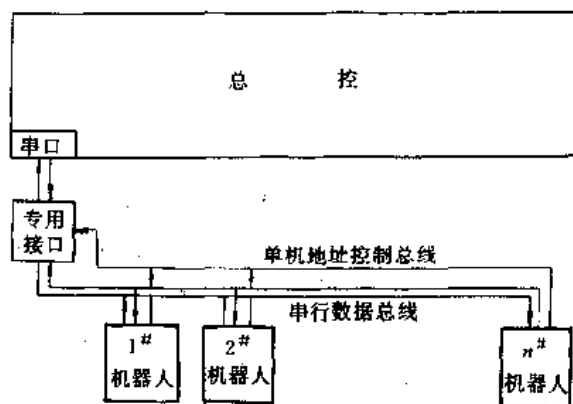 总 控
串口
专用
接口
单机地址控制总线
串行数据总线
1#
机器人
2#
机器人
n#
机器人